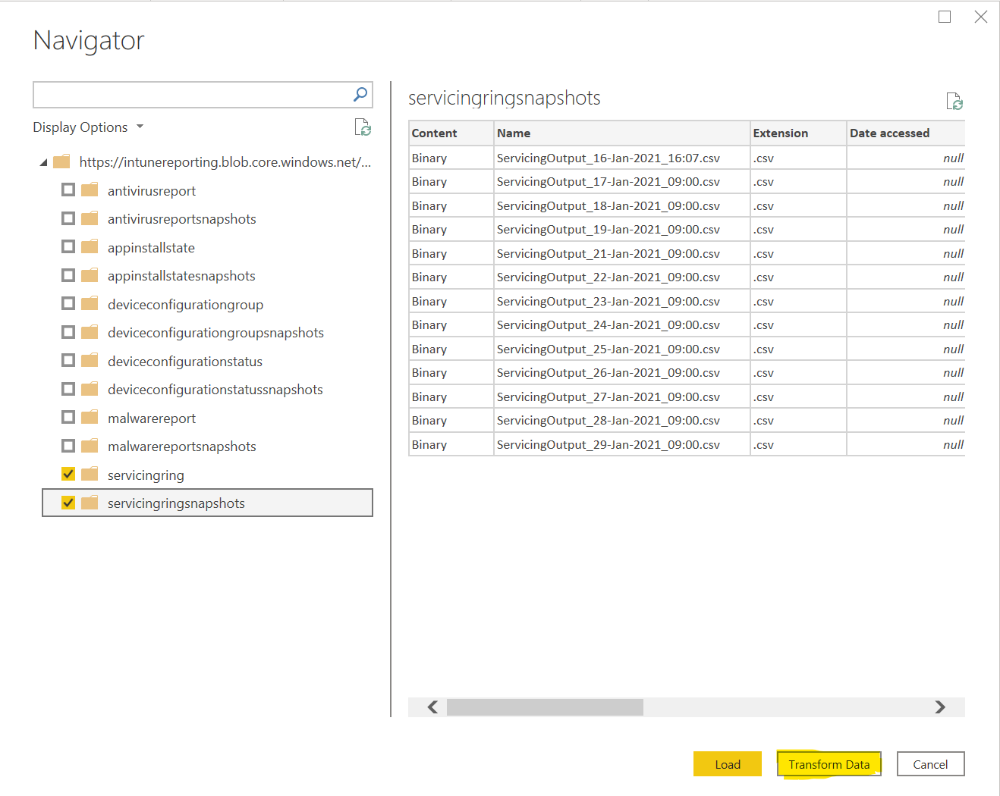 Navigator
Display Options
https://intunereporting.blob.core.windows.net/...
antivirusreport
antivirusreportsnapshots
appinstallstate
appinstallstatesnapshots
deviceconfigurationgroup
deviceconfigurationgroupsnapshots
deviceconfigurationstatus
deviceconfigurationstatussnapshots
malwarereport
malwarereportsnapshots
servicingring
servicingringsnapshots
servicingringsnapshots
Content Name Extension Date accessed
Binary ServicingOutput_16-Jan-2021_16:07.csv .csv null
Binary ServicingOutput_17-Jan-2021_09:00.csv .csv null
Binary ServicingOutput_18-Jan-2021_09:00.csv .csv null
Binary ServicingOutput_19-Jan-2021_09:00.csv .csv null
Binary ServicingOutput_21-Jan-2021_09:00.csv .csv null
Binary ServicingOutput_22-Jan-2021_09:00.csv .csv null
Binary ServicingOutput_23-Jan-2021_09:00.csv .csv null
Binary ServicingOutput_24-Jan-2021_09:00.csv .csv null
Binary ServicingOutput_25-Jan-2021_09:00.csv .csv null
Binary ServicingOutput_26-Jan-2021_09:00.csv .csv null
Binary ServicingOutput_27-Jan-2021_09:00.csv .csv null
Binary ServicingOutput_28-Jan-2021_09:00.csv .csv null
Binary ServicingOutput_29-Jan-2021_09:00.csv .csv null
Load Transform Data Cancel